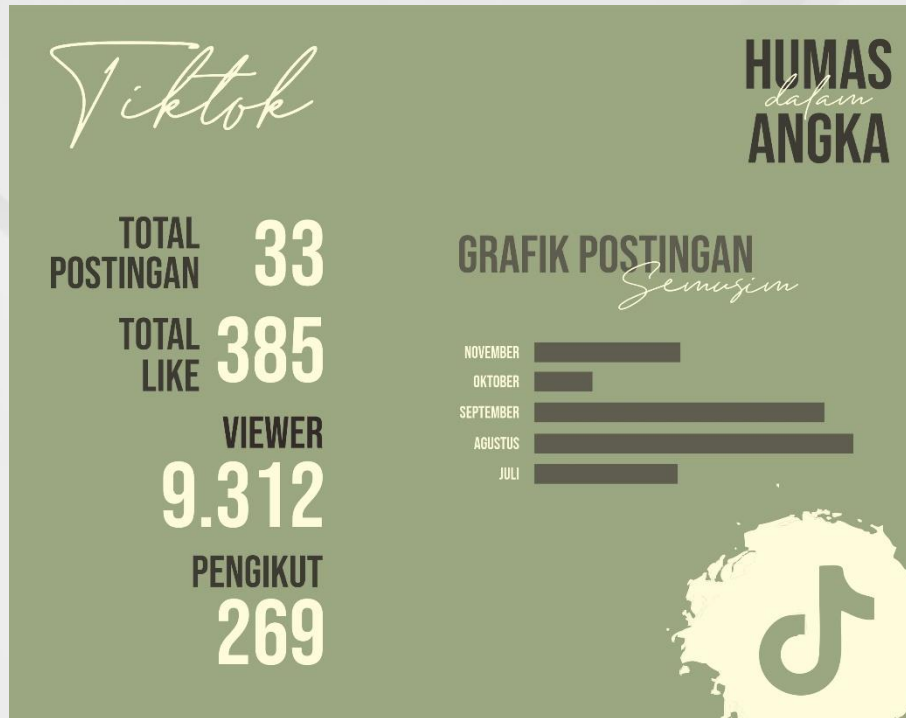 Tiktok
HUMAS
dalam
ANGKA
TOTAL
POSTINGAN
33
TOTAL
LIKE
385
VIEWER
9.312
PENGIKUT
269
GRAFIK POSTINGAN
Semusim
NOVEMBER
OKTOBER
SEPTEMBER
AGUSTUS
JULI